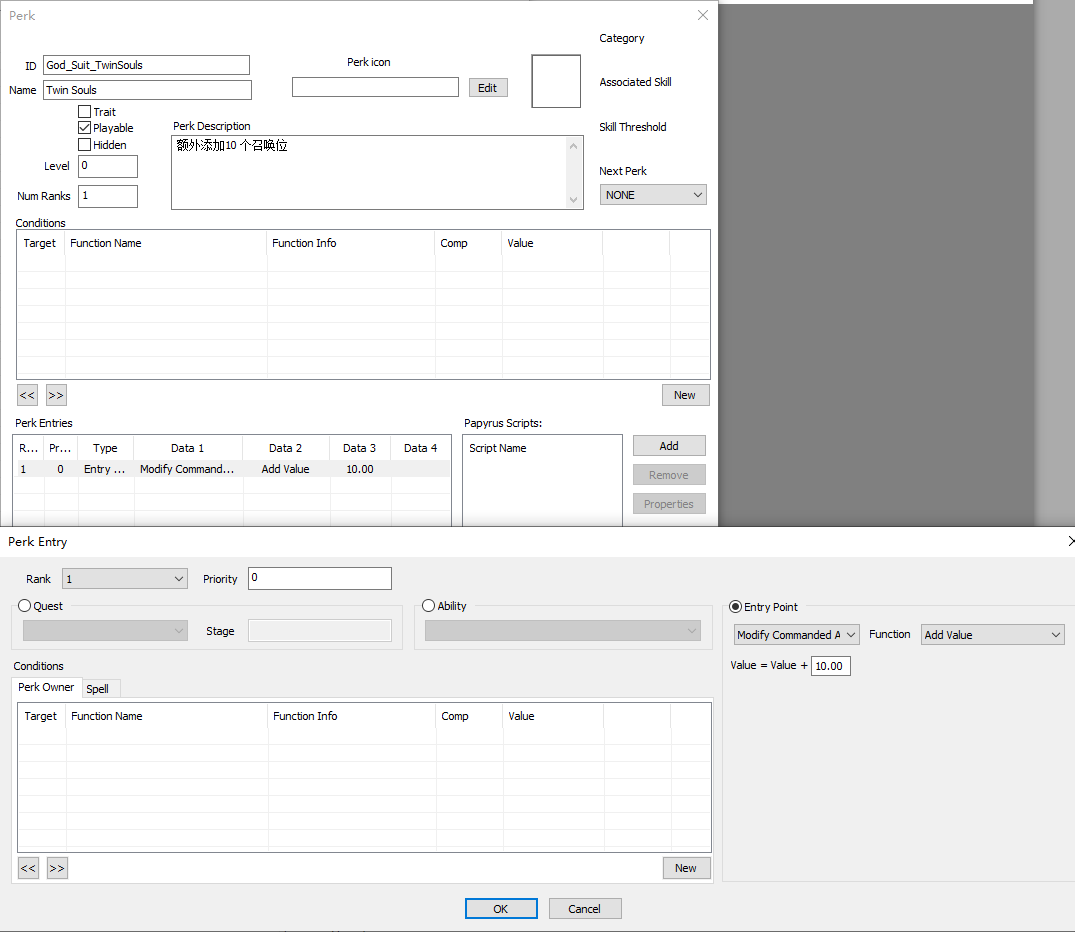 Perk
Category
ID God_Suit_TwinSouls
Perk icon
Edit
Associated Skill
Name Twin Souls
Trait
Playable
Hidden
Perk Description
额外添加10 个召唤位
Skill Threshold
Level 0
Next Perk
NONE
Num Ranks 1
Conditions
Target Function Name Function Info Comp Value
<< >> New
Perk Entries
R... Pr... Type Data 1 Data 2 Data 3 Data 4
1 0 Entry ... Modify Command... Add Value 10.00
Papyrus Scripts:
Script Name
Add
Remove
Properties
Perk Entry
Rank 1 Priority 0
Quest
Stage
Ability
Entry Point
Modify Commanded A Function Add Value
Value = Value + 10.00
Conditions
Perk Owner Spell
Target Function Name Function Info Comp Value
<< >> New
OK Cancel